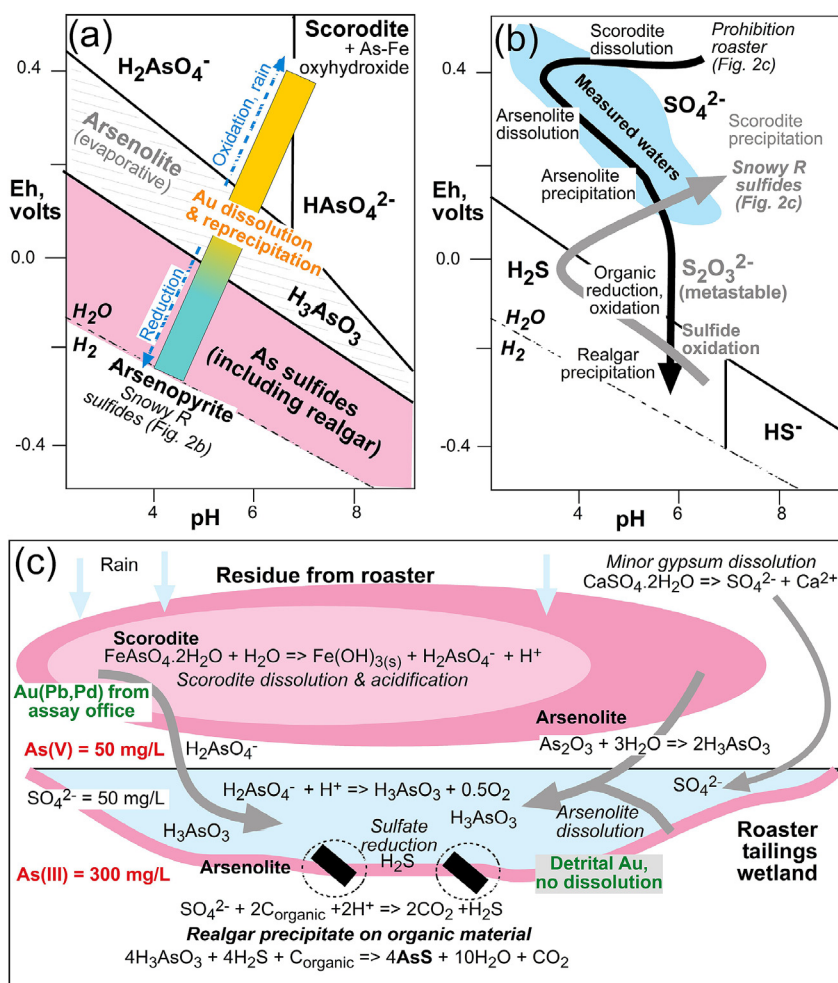 (a)
Scorodite
+ As-Fe
oxyhydroxide
H₂AsO₄⁻
Oxidation, rain
0.4
Arsenolite
(evaporative)
Eh,
volts
HAsO₄²⁻
Au dissolution
& reprecipitation
0.0
H₃AsO₃
Reduction
H₂O
H₂
As sulfides
(including realgar)
Arsenopyrite
Snowy R
sulfides (Fig. 2b)
-0.4
4
6
8
pH
(b)
Scorodite
dissolution
Prohibition
roaster
(Fig. 2c)
0.4
SO₄²⁻
Measured waters
Arsenolite
dissolution
Scorodite
precipitation
Arsenolite
precipitation
Snowy R
sulfides
(Fig. 2c)
Eh,
volts
0.0
H₂S
Organic
reduction,
oxidation
S₂O₃²⁻
(metastable)
H₂O
H₂
Sulfide
oxidation
Realgar
precipitation
HS⁻
-0.4
4
6
8
pH
(c)
Rain
Residue from roaster
Minor gypsum dissolution
CaSO₄.2H₂O => SO₄²⁻ + Ca²⁺
Scorodite
FeAsO₄.2H₂O + H₂O => Fe(OH)₃₍ₛ₎ + H₂AsO₄⁻ + H⁺
Scorodite dissolution & acidification
Au(Pb,Pd) from
assay office
Arsenolite
As₂O₃ + 3H₂O => 2H₃AsO₃
As(V) = 50 mg/L
H₂AsO₄⁻
SO₄²⁻ = 50 mg/L
H₂AsO₄⁻ + H⁺ => H₃AsO₃ + 0.5O₂
SO₄²⁻
H₃AsO₃
Sulfate
reduction
H₂S
H₃AsO₃
Arsenolite
dissolution
Roaster
tailings
wetland
Arsenolite
As(III) = 300 mg/L
Detrital Au,
no dissolution
SO₄²⁻ + 2Corganic +2H⁺ => 2CO₂ +H₂S
Realgar precipitate on organic material
4H₃AsO₃ + 4H₂S + Corganic => 4AsS + 10H₂O + CO₂